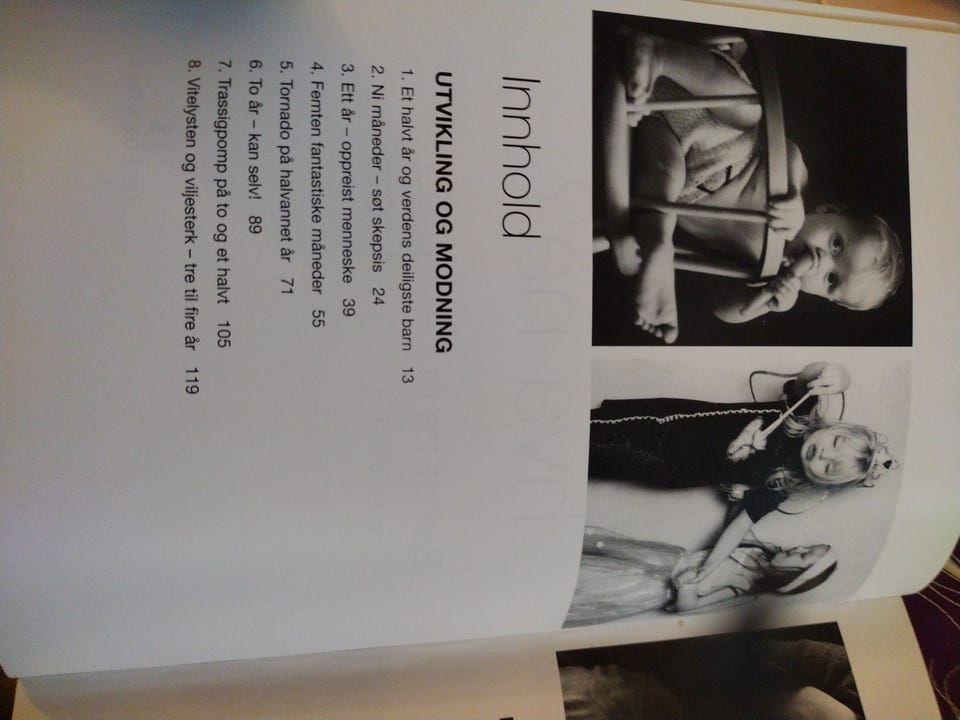 Innhold
UTVIKLING OG MODNING
1. Et halvt år og verdens deiligste barn 13
2. Ni måneder – søt skepsis 24
3. Ett år – oppreist menneske 39
4. Femten fantastiske måneder 55
5. Tornado på halvannet år 71
6. To år – kan selv! 89
7. Trassigpomp på to og et halvt 105
8. Vitelysten og viljesterk – tre til fire år 119